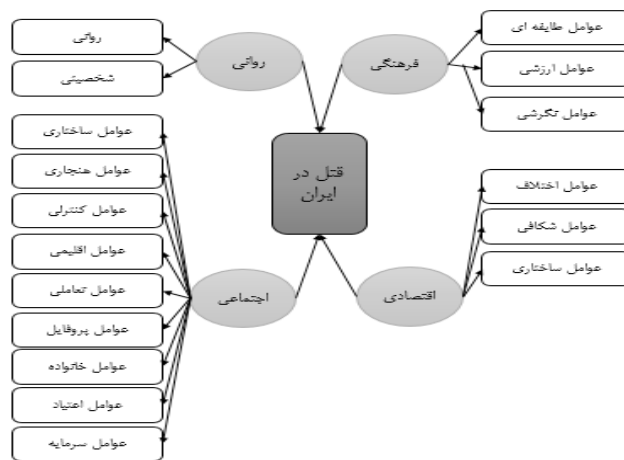 عوامل طایفه ای
عوامل ارزشی
عوامل نگرشی
فرهنگی
روانی
روانی
شخصیتی
قتل در
ایران
عوامل ساختاری
عوامل هنجاری
عوامل کنترلی
عوامل اقلیمی
عوامل تعاملی
عوامل پروفایل
عوامل خانواده
عوامل اعتیاد
عوامل سرمایه
اجتماعی
اقتصادی
عوامل اختلاف
عوامل شکافی
عوامل ساختاری